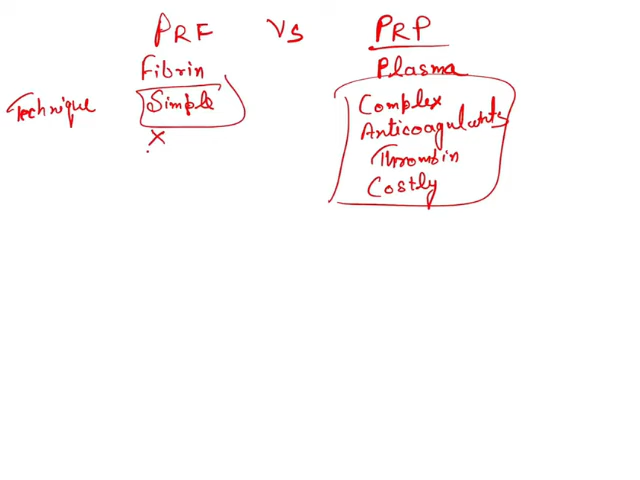 PRF VS PRP
Fibrin Plasma
Technique Simple Complex
X Anticoagulants
Thrombin
Costly